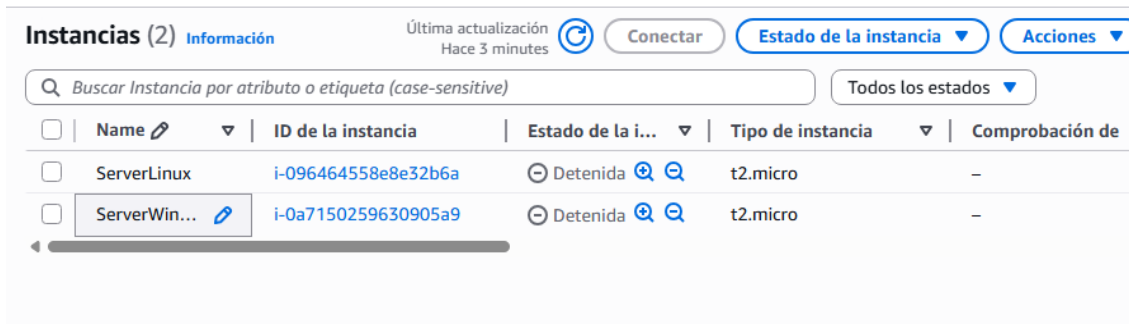 Instancias (2) Información
Última actualización
Hace 3 minutes
Conectar
Estado de la instancia
Acciones
Buscar Instancia por atributo o etiqueta (case-sensitive)
Todos los estados
Name ID de la instancia Estado de la i... Tipo de instancia Comprobación de
ServerLinux i-096464558e8e32b6a Detenida t2.micro –
ServerWin... i-0a7150259630905a9 Detenida t2.micro –